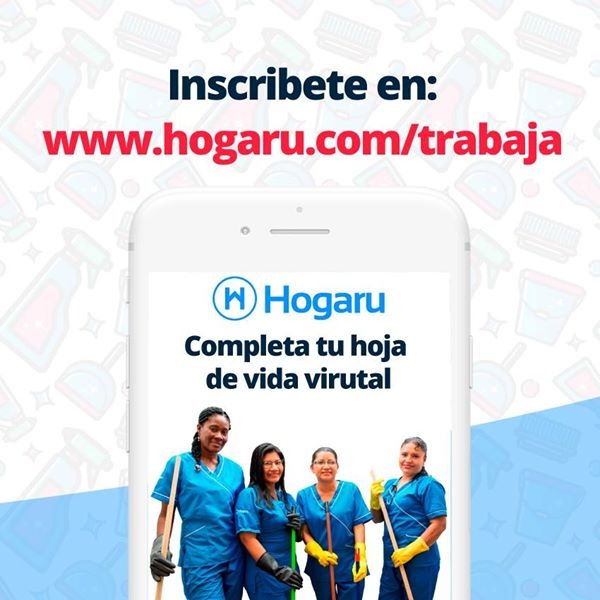 Inscribete en:
www.hogaru.com/trabaja
Hogaru
Completa tu hoja
de vida virutal